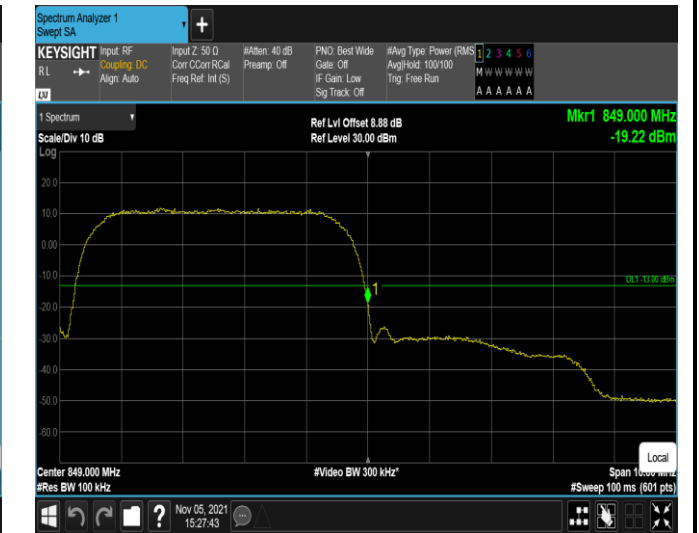 Spectrum Analyzer 1
Swept SA
+
KEYSIGHT
RL
Input: RF
Coupling: DC
Align: Auto
Input Z: 50 Ω
Corr CCorr RCal
Freq Ref: Int (S)
#Atten: 40 dB
Preamp: Off
PNO: Best Wide
Gate: Off
IF Gain: Low
Sig Track: Off
#Avg Type: Power (RMS
Avg|Hold: 100/100
Trig: Free Run
1 2 3 4 5 6
M W W W W W
A A A A A A
1 Spectrum
Scale/Div 10 dB
Log
Ref Lvl Offset 8.88 dB
Ref Level 30.00 dBm
Mkr1 849.000 MHz
-19.22 dBm
20.0
10.0
0.00
-10.0
-20.0
-30.0
-40.0
-50.0
-60.0
DL1 -13.00 dBm
1
Local
Center 849.000 MHz
#Res BW 100 kHz
#Video BW 300 kHz*
Span 10.00 MHz
#Sweep 100 ms (601 pts)
?
Nov 05, 2021
15:27:43